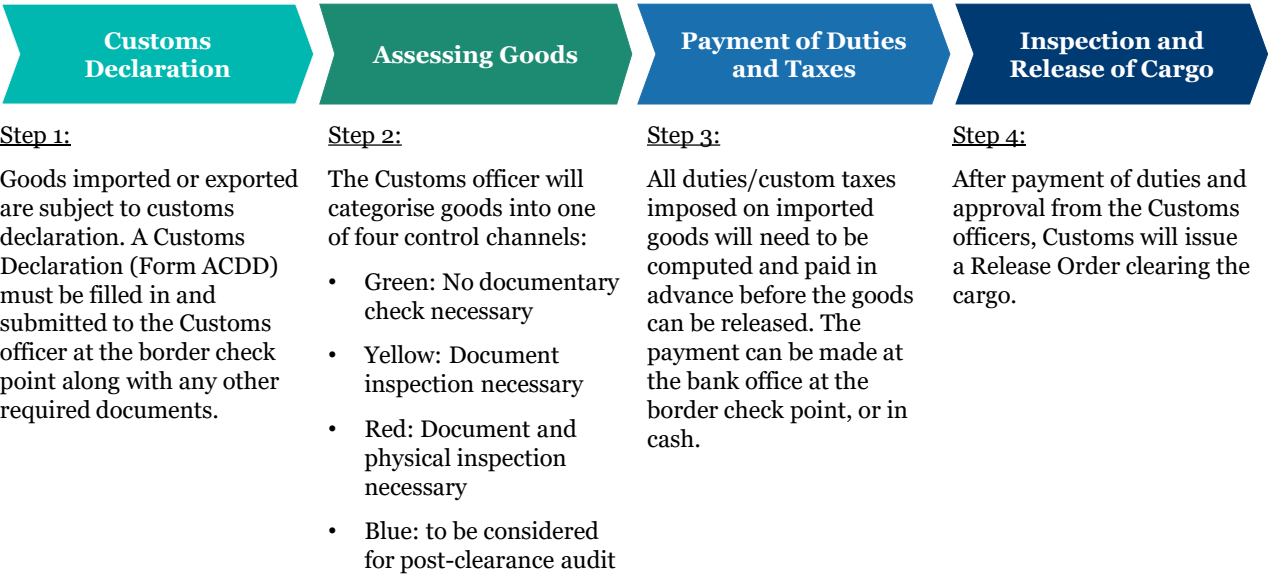 Customs
Declaration
Assessing Goods
Payment of Duties
and Taxes
Inspection and
Release of Cargo
Step 1:
Goods imported or exported
are subject to customs
declaration. A Customs
Declaration (Form ACDD)
must be filled in and
submitted to the Customs
officer at the border check
point along with any other
required documents.
Step 2:
The Customs officer will
categorise goods into one
of four control channels:
• Green: No documentary
check necessary
• Yellow: Document
inspection necessary
• Red: Document and
physical inspection
necessary
• Blue: to be considered
for post-clearance audit
Step 3:
All duties/custom taxes
imposed on imported
goods will need to be
computed and paid in
advance before the goods
can be released. The
payment can be made at
the bank office at the
border check point, or in
cash.
Step 4:
After payment of duties and
approval from the Customs
officers, Customs will issue
a Release Order clearing the
cargo.